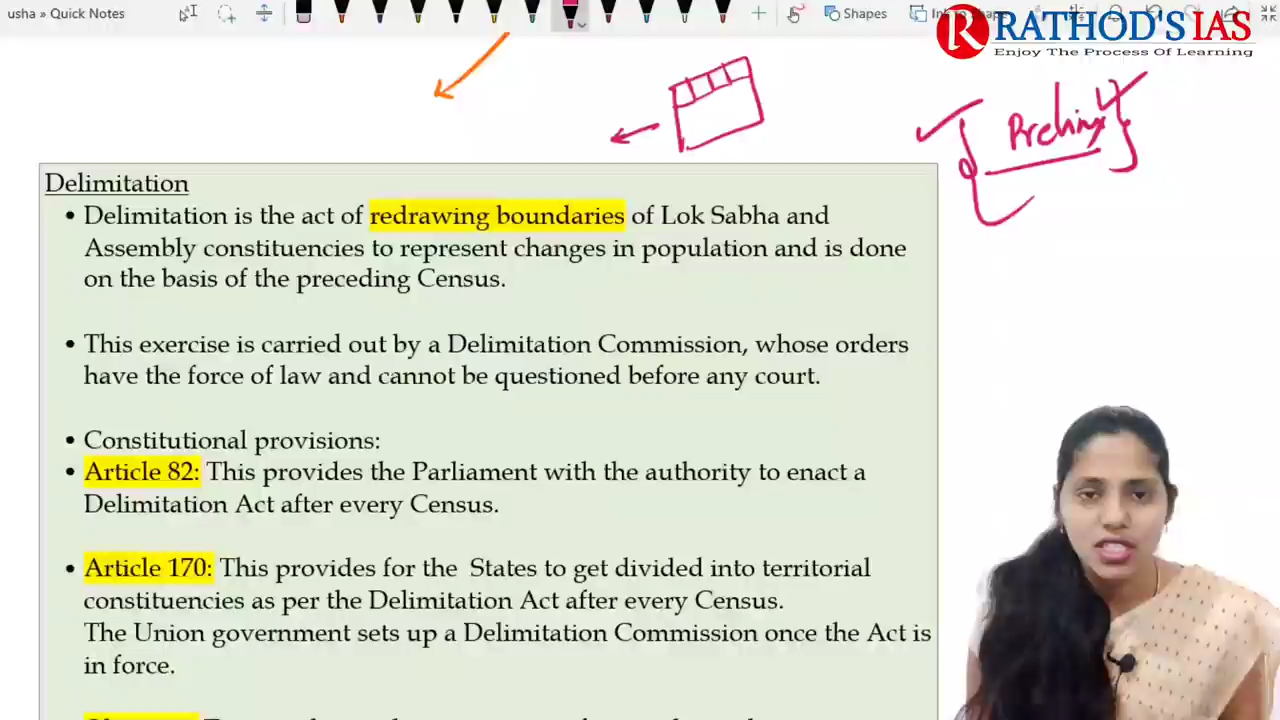 usha » Quick Notes
Shapes
RATHOD'S IAS
Enjoy The Process Of Learning
Prelims
Delimitation
• Delimitation is the act of redrawing boundaries of Lok Sabha and
Assembly constituencies to represent changes in population and is done
on the basis of the preceding Census.
• This exercise is carried out by a Delimitation Commission, whose orders
have the force of law and cannot be questioned before any court.
• Constitutional provisions:
• Article 82: This provides the Parliament with the authority to enact a
Delimitation Act after every Census.
• Article 170: This provides for the States to get divided into territorial
constituencies as per the Delimitation Act after every Census.
The Union government sets up a Delimitation Commission once the Act is
in force.